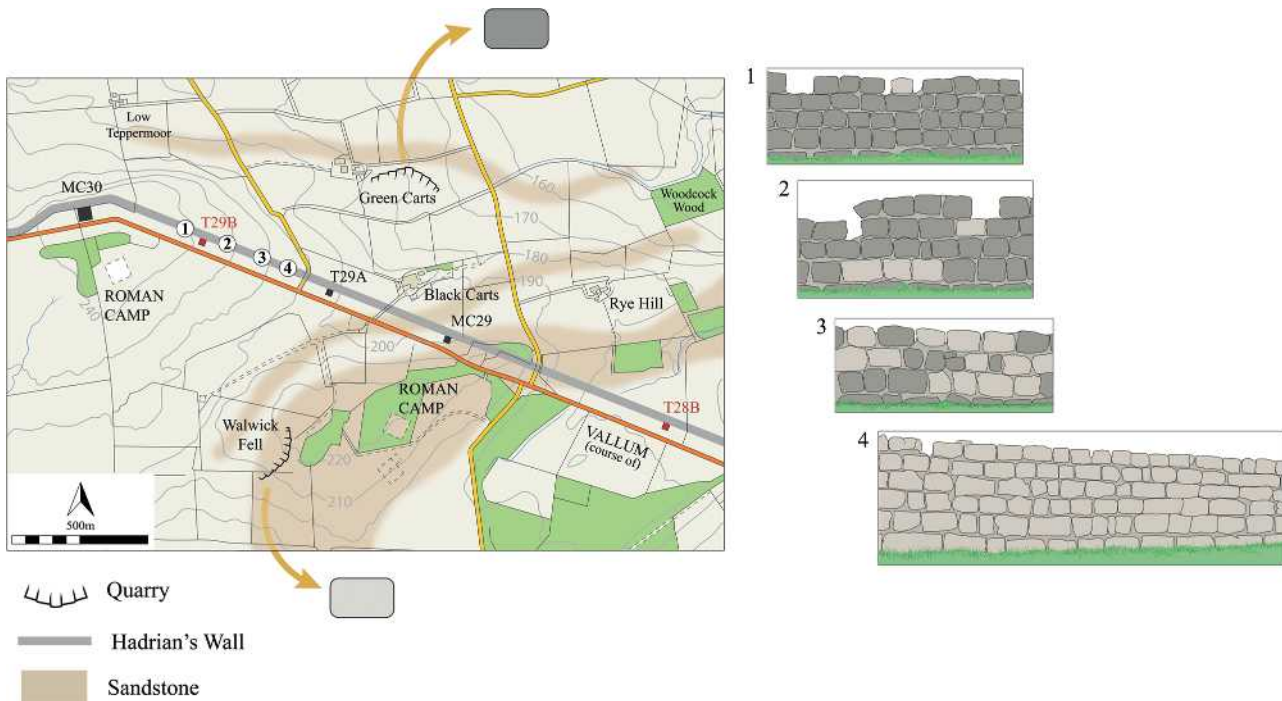 Low
Teppermoor
MC30
Green Carts
160
Woodcock
Wood
170
1
T29B
2
3
4
180
190
T29A
Black Carts
Rye Hill
ROMAN
CAMP
140
MC29
200
ROMAN
CAMP
T28B
Walwick
Fell
VALLUM
(course of)
220
210
500m
1
2
3
4
Quarry
Hadrian's Wall
Sandstone